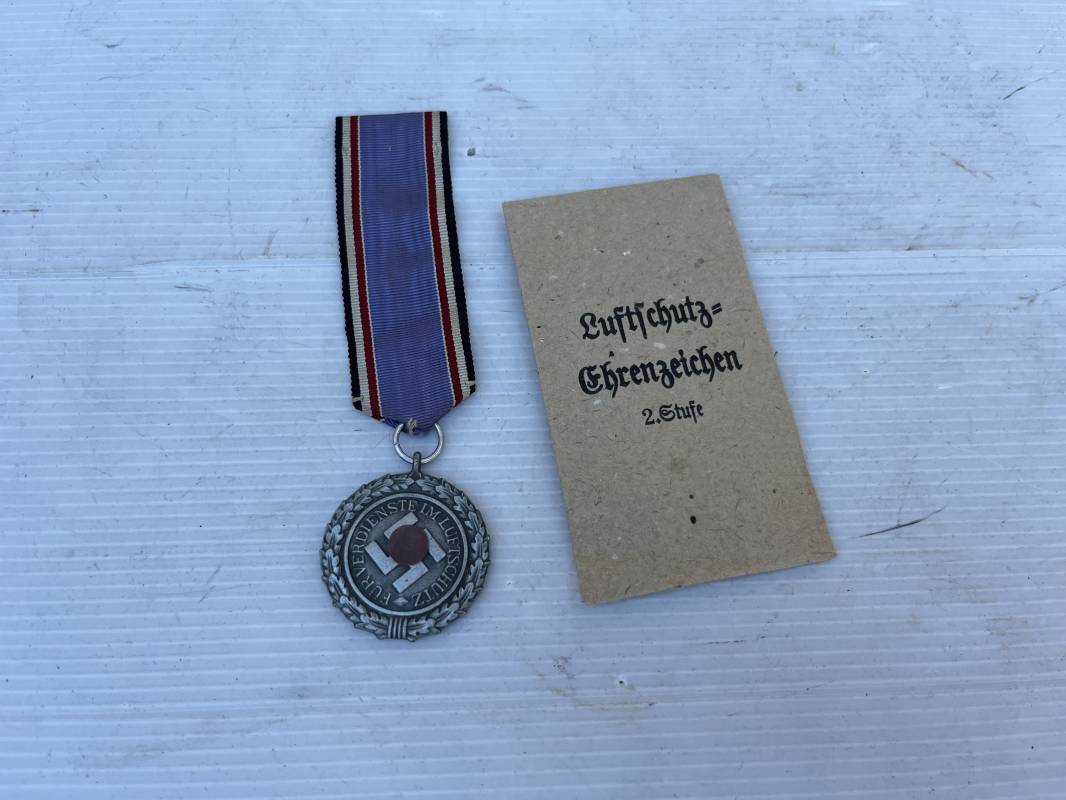 FÜR VERDIENSTE IM LUFTSCHUTZ
Luftschutz=
Ehrenzeichen
2.Stufe